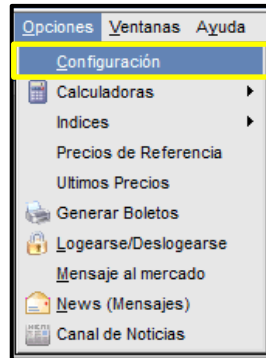 Opciones Ventanas Ayuda
Configuración
Calculadoras
Indices
Precios de Referencia
Ultimos Precios
Generar Boletos
Logearse/Deslogearse
Mensaje al mercado
News (Mensajes)
Canal de Noticias